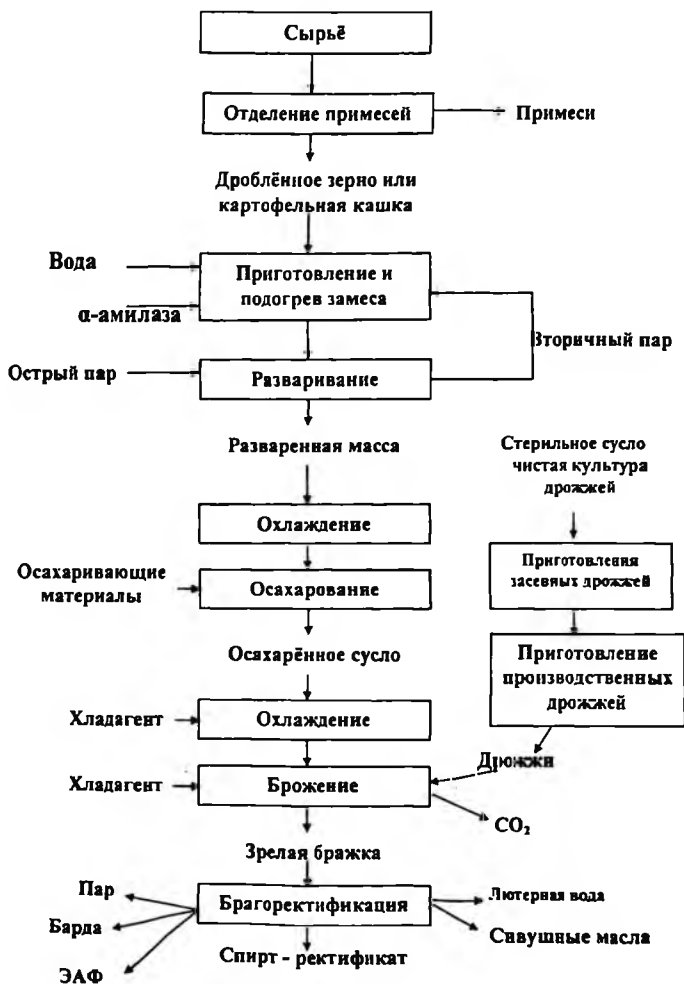 Сырьё
Отделение примесей
Примеси
Дроблённое зерно или
картофельная кашка
Вода
α-амилаза
Приготовление и
подогрев замеса
Вторичный пар
Острый пар
Разваривание
Разваренная масса
Стерильное сусло
чистая культура
дрожжей
Охлаждение
Приготовления
засевных дрожжей
Осахаривающие
материалы
Осахарование
Осахарённое сусло
Приготовление
производственных
дрожжей
Хладагент
Охлаждение
Дрожжи
Хладагент
Брожение
CO₂
Зрелая бражка
Пар
Барда
ЭАФ
Брагоректификация
Лютерная вода
Сивушные масла
Спирт - ректификат